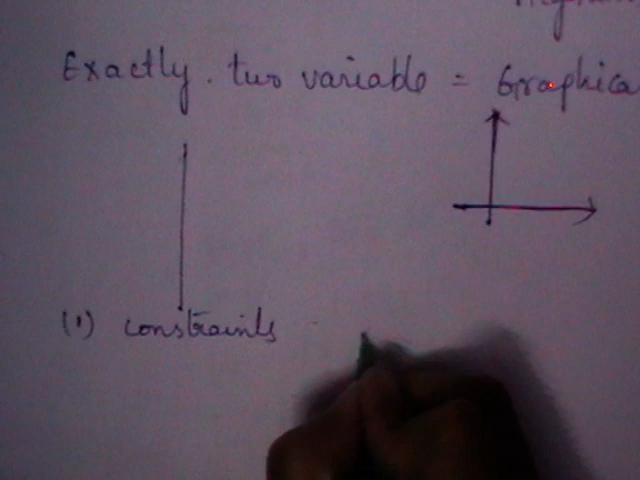 Exactly . two variable = Graphica
(1) constraints